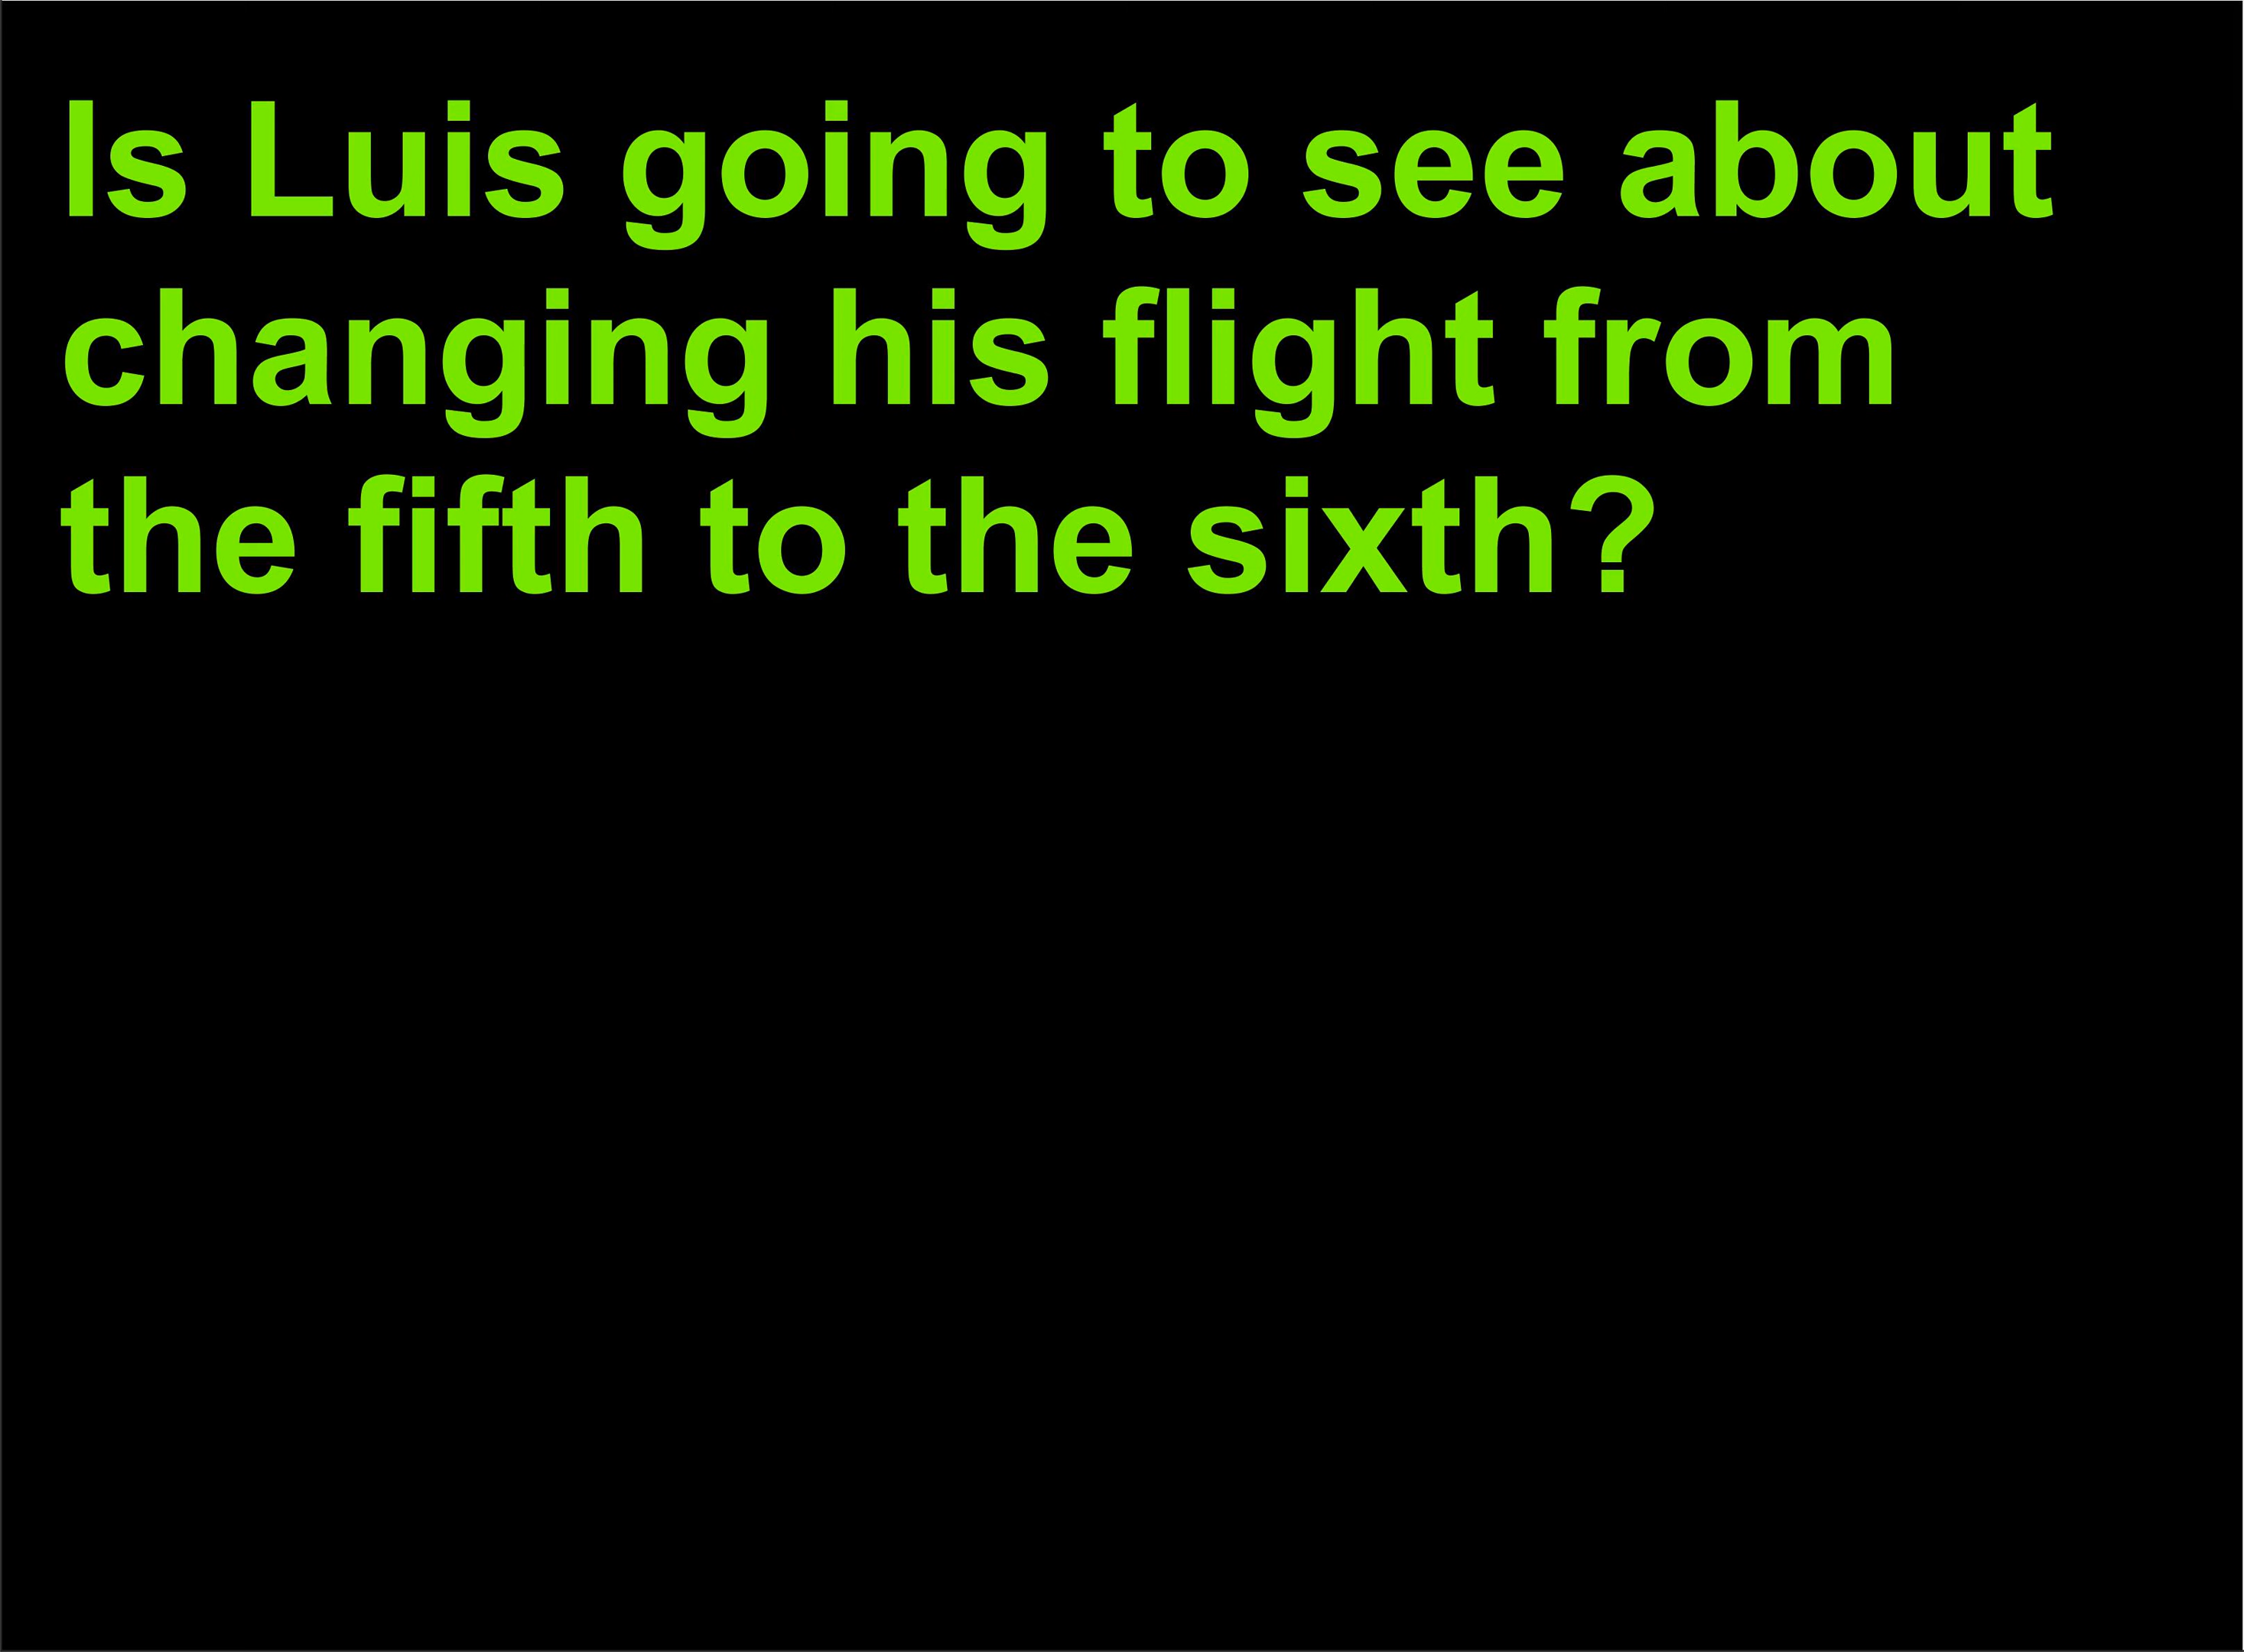 Is Luis going to see about
changing his flight from
the fifth to the sixth?